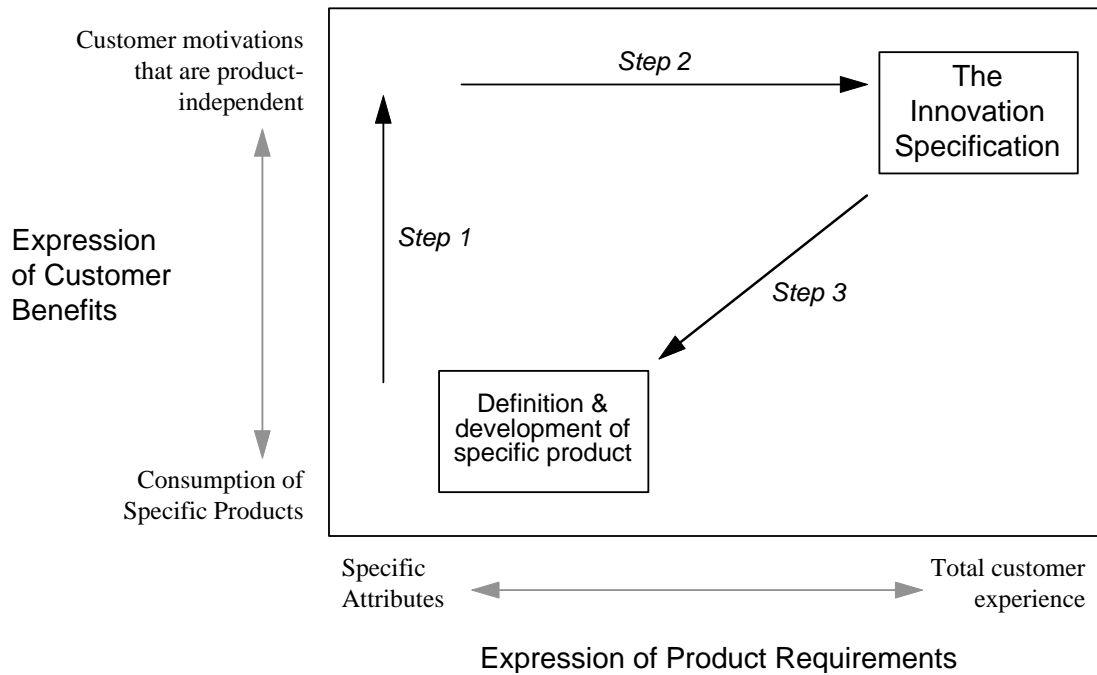 Customer motivations
that are product-
independent
Step 2
The
Innovation
Specification
Expression
of Customer
Benefits
Step 1
Step 3
Definition &
development of
specific product
Consumption of
Specific Products
Specific
Attributes
Total customer
experience
Expression of Product Requirements